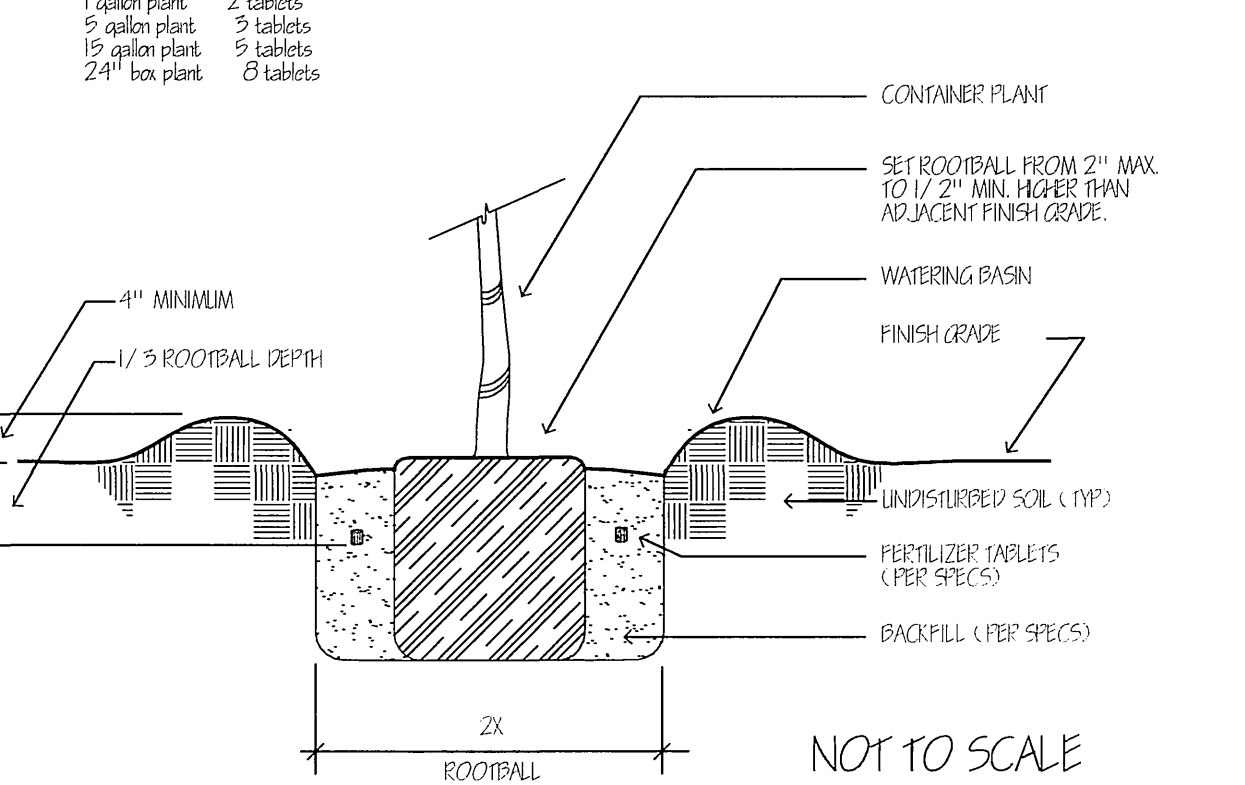 1 gallon plant 2 tablets
5 gallon plant 3 tablets
15 gallon plant 5 tablets
24" box plant 8 tablets
CONTAINER PLANT
SET ROOTBALL FROM 2" MAX.
TO 1/2" MIN. HIGHER THAN
ADJACENT FINISH GRADE.
WATERING BASIN
FINISH GRADE
4" MINIMUM
1/3 ROOTBALL DEPTH
UNDISTURBED SOIL (TYP)
FERTILIZER TABLETS
(PER SPECS)
BACKFILL (PER SPECS)
2X
ROOTBALL
NOT TO SCALE